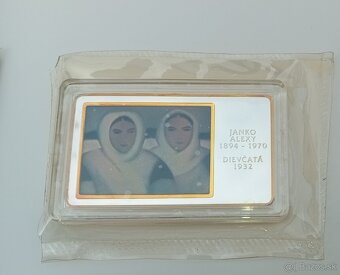 JANKO
ALEXY
1894 - 1970
DIEVČATÁ
1932